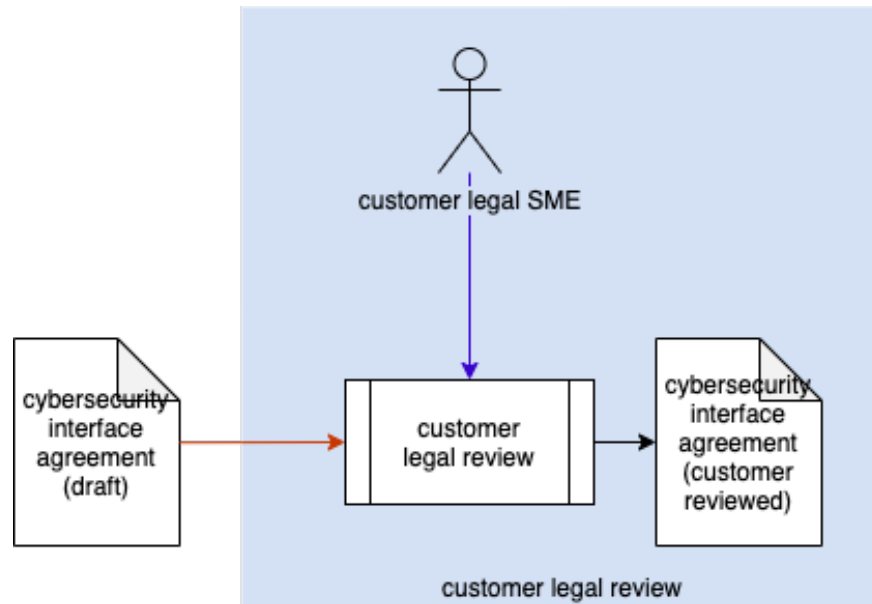 customer legal SME
cybersecurity
interface
agreement
(draft)
customer
legal review
cybersecurity
interface
agreement
(customer
reviewed)
customer legal review